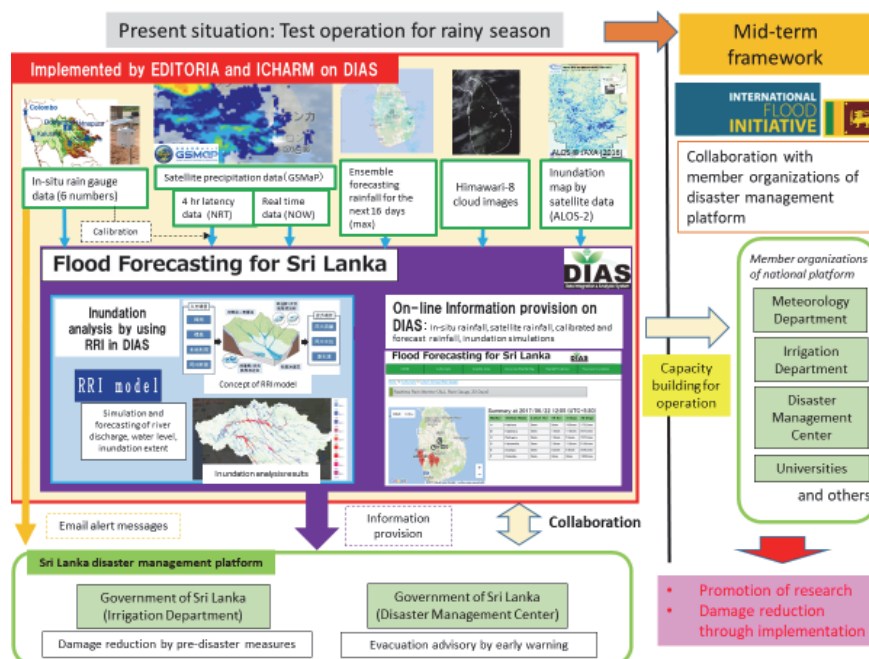 Present situation: Test operation for rainy season
Mid-term
framework
Implemented by EDITORIA and ICHARM on DIAS
INTERNATIONAL
FLOOD
INITIATIVE
Colombo
GSMaP
ALOS-2/JAXA (2016)
In-situ rain gauge
data (6 numbers)
Satellite precipitation data(GSMaP)
4 hr latency
data (NRT)
Real time
data (NOW)
Ensemble
forecasting
rainfall for the
next 16 days
(max)
Himawari-8
cloud images
Inundation
map by
satellite data
(ALOS-2)
Calibration
Collaboration with
member organizations of
disaster management
platform
Flood Forecasting for Sri Lanka
DIAS
Data Integration & Analysis System
Inundation
analysis by using
RRI in DIAS
RRI model
Concept of RRI model
Simulation and
forecasting of river
discharge, water level,
inundation extent
Inundation analysis results
On-line Information provision on
DIAS: In-situ rainfall, satellite rainfall, calibrated and
forecast rainfall, inundation simulations
Flood Forecasting for Sri Lanka
DIAS
Member organizations
of national platform
Meteorology
Department
Irrigation
Department
Disaster
Management
Center
Universities
and others
Capacity
building for
operation
Email alert messages
Information
provision
Collaboration
Sri Lanka disaster management platform
Government of Sri Lanka
(Irrigation Department)
Damage reduction by pre-disaster measures
Government of Sri Lanka
(Disaster Management Center)
Evacuation advisory by early warning
• Promotion of research
• Damage reduction
through implementation